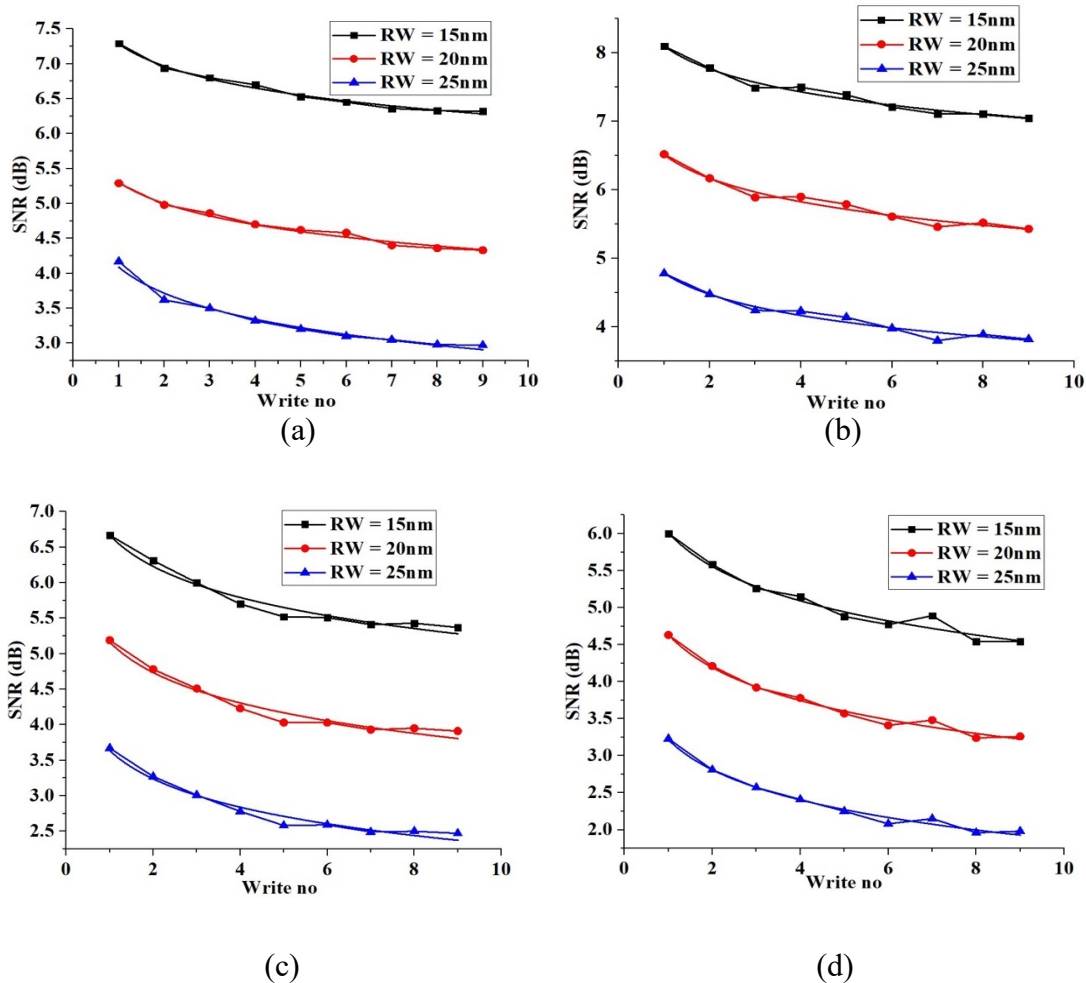 RW = 15nm
RW = 20nm
RW = 25nm
7.5
7.0
6.5
6.0
5.5
5.0
4.5
4.0
3.5
3.0
SNR (dB)
0 1 2 3 4 5 6 7 8 9 10
Write no
(a)
RW = 15nm
RW = 20nm
RW = 25nm
8
7
6
5
4
SNR (dB)
0 2 4 6 8 10
Write no
(b)
RW = 15nm
RW = 20nm
RW = 25nm
7.0
6.5
6.0
5.5
5.0
4.5
4.0
3.5
3.0
2.5
SNR (dB)
0 2 4 6 8 10
Write no
(c)
RW = 15nm
RW = 20nm
RW = 25nm
6.0
5.5
5.0
4.5
4.0
3.5
3.0
2.5
2.0
SNR (dB)
0 2 4 6 8 10
Write no
(d)